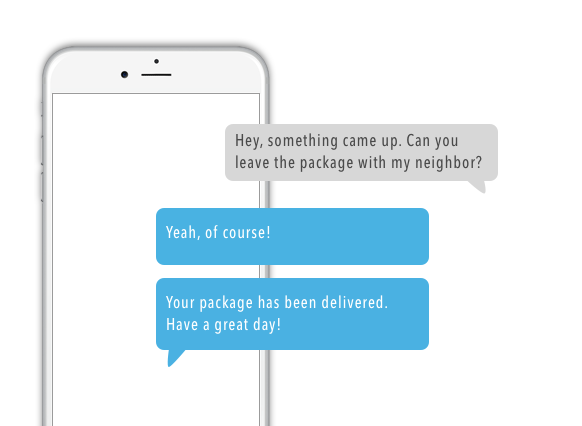 Hey, something came up. Can you
leave the package with my neighbor?
Yeah, of course!
Your package has been delivered.
Have a great day!